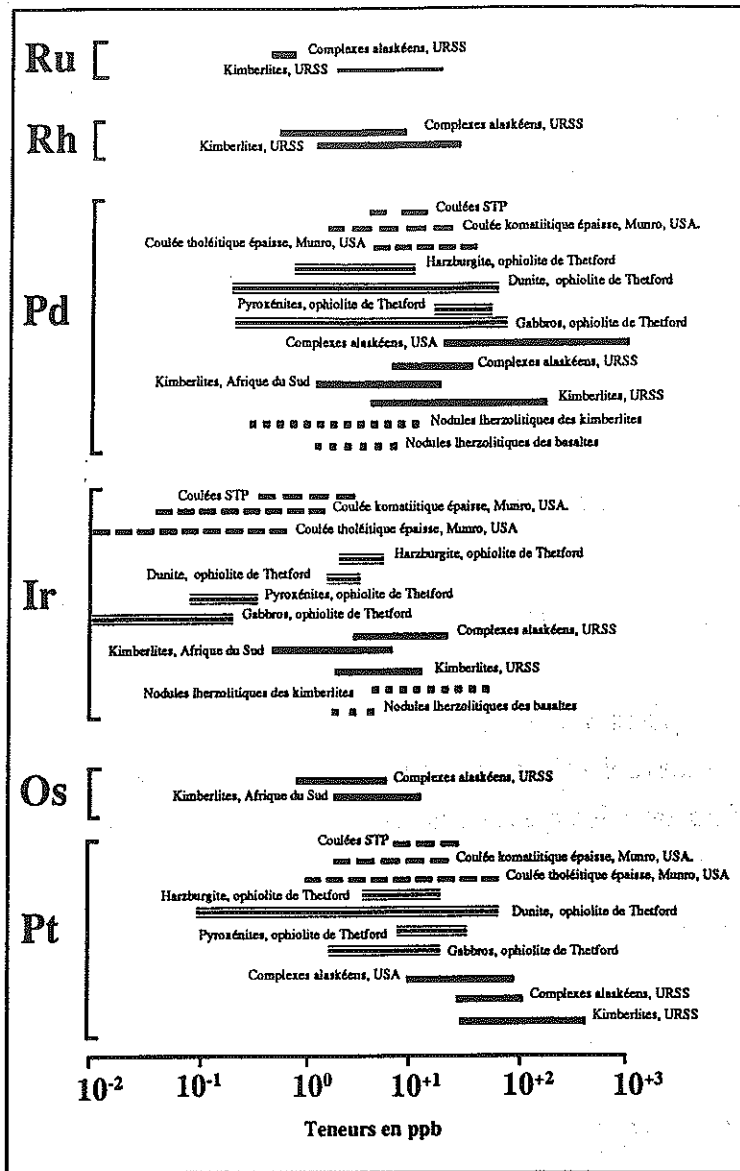 Ru
Complexes alaskéens, URSS
Kimberlites, URSS
Rh
Complexes alaskéens, URSS
Kimberlites, URSS
Pd
Coulées STP
Coulée komatiitique épaisse, Munro, USA.
Coulée tholéitique épaisse, Munro, USA
Harzburgite, ophiolite de Thetford
Dunite, ophiolite de Thetford
Pyroxénites, ophiolite de Thetford
Gabbros, ophiolite de Thetford
Complexes alaskéens, USA
Complexes alaskéens, URSS
Kimberlites, Afrique du Sud
Kimberlites, URSS
Nodules lherzolitiques des kimberlites
Nodules lherzolitiques des basaltes
Ir
Coulées STP
Coulée komatiitique épaisse, Munro, USA.
Coulée tholéitique épaisse, Munro, USA
Harzburgite, ophiolite de Thetford
Dunite, ophiolite de Thetford
Pyroxénites, ophiolite de Thetford
Gabbros, ophiolite de Thetford
Complexes alaskéens, URSS
Kimberlites, Afrique du Sud
Kimberlites, URSS
Nodules lherzolitiques des kimberlites
Nodules lherzolitiques des basaltes
Os
Complexes alaskéens, URSS
Kimberlites, Afrique du Sud
Pt
Coulées STP
Coulée komatiitique épaisse, Munro, USA.
Coulée tholéitique épaisse, Munro, USA
Harzburgite, ophiolite de Thetford
Dunite, ophiolite de Thetford
Pyroxénites, ophiolite de Thetford
Gabbros, ophiolite de Thetford
Complexes alaskéens, USA
Complexes alaskéens, URSS
Kimberlites, URSS
10⁻² 10⁻¹ 10⁰ 10⁺¹ 10⁺² 10⁺³
Teneurs en ppb